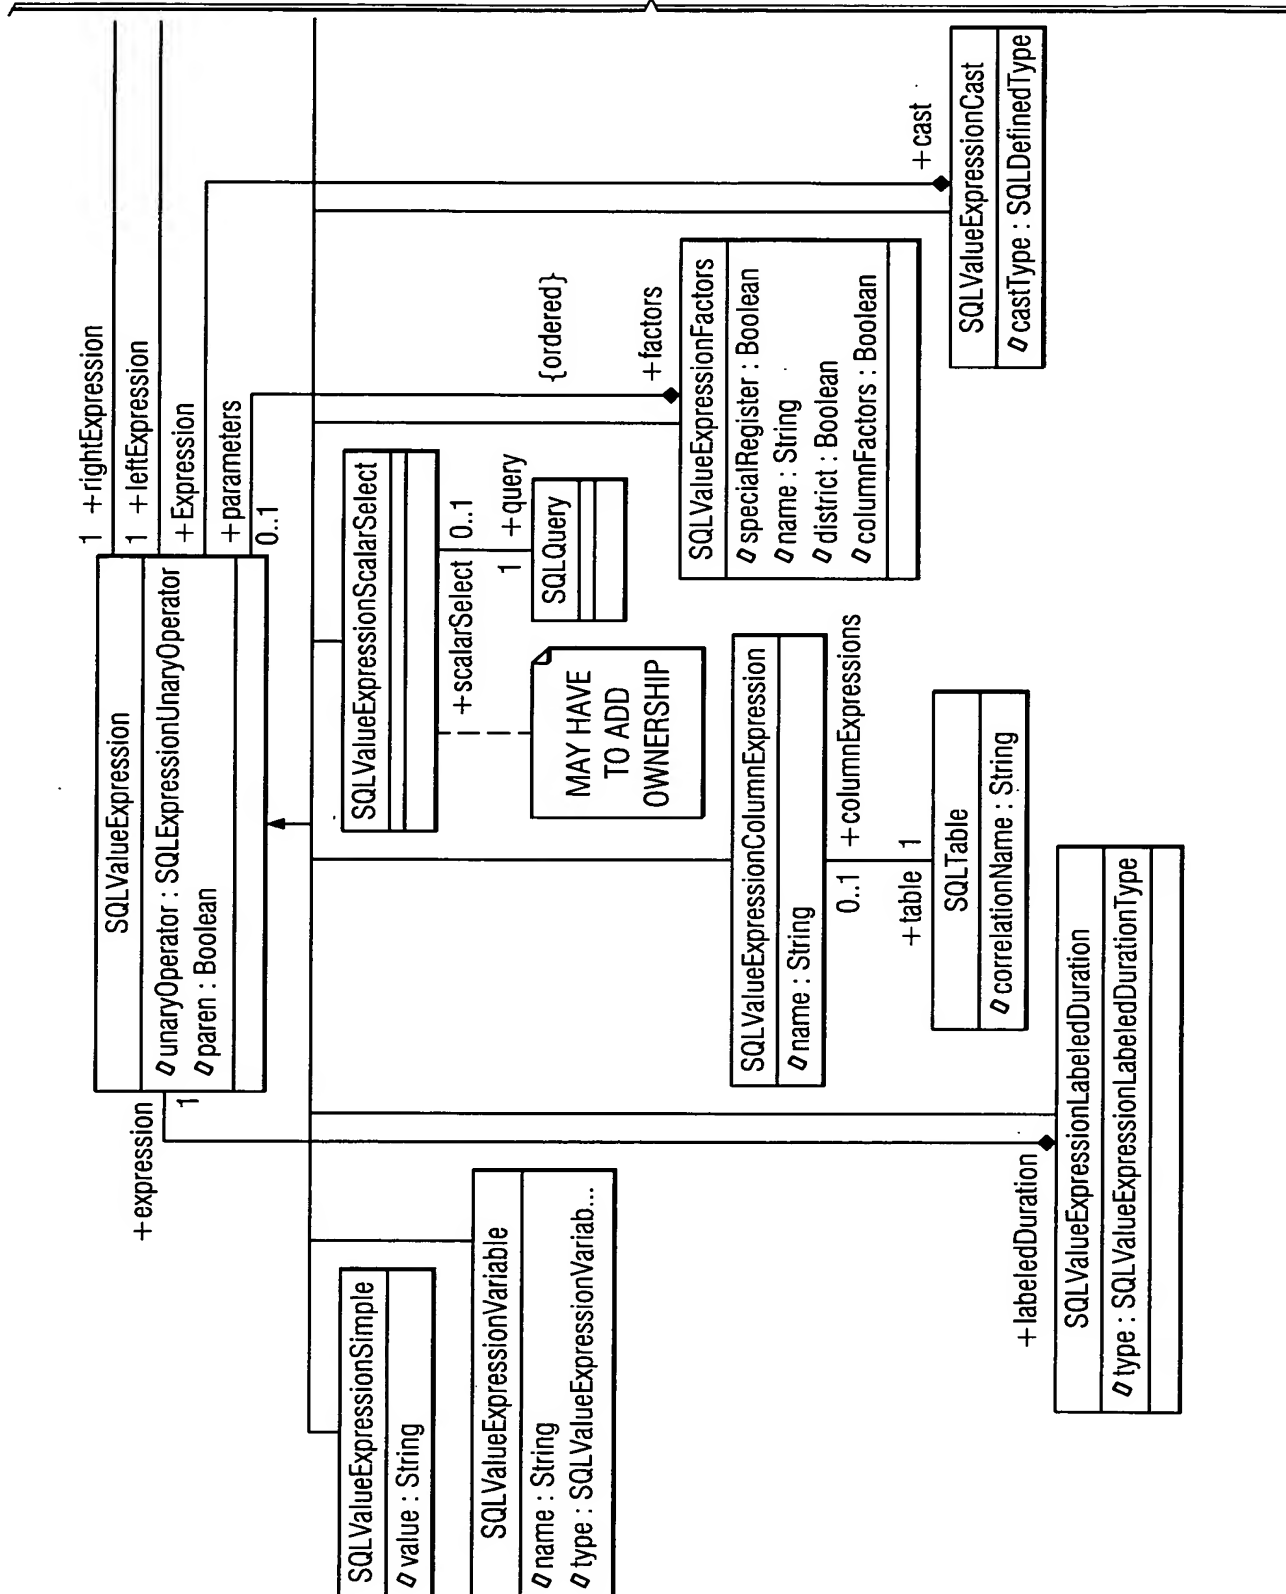 SQLValueExpression
unaryOperator : SQLExpressionUnaryOperator
paren : Boolean
+expression
1
1
+rightExpression
1
+leftExpression
+Expression
+parameters
0..1
SQLValueExpressionSimple
value : String
SQLValueExpressionVariable
name : String
type : SQLValueExpressionVariab...
SQLValueExpressionScalarSelect
+scalarSelect
0..1
1
+query
SQLQuery
MAY HAVE
TO ADD
OWNERSHIP
{ordered}
+factors
SQLValueExpressionFactors
specialRegister : Boolean
name : String
district : Boolean
columnFactors : Boolean
SQLValueExpressionColumnExpression
name : String
0..1
+columnExpressions
+table
1
SQLTable
correlationName : String
+cast
SQLValueExpressionCast
castType : SQLDefinedType
+labeledDuration
SQLValueExpressionLabeledDuration
type : SQLValueExpressionLabeledDurationType